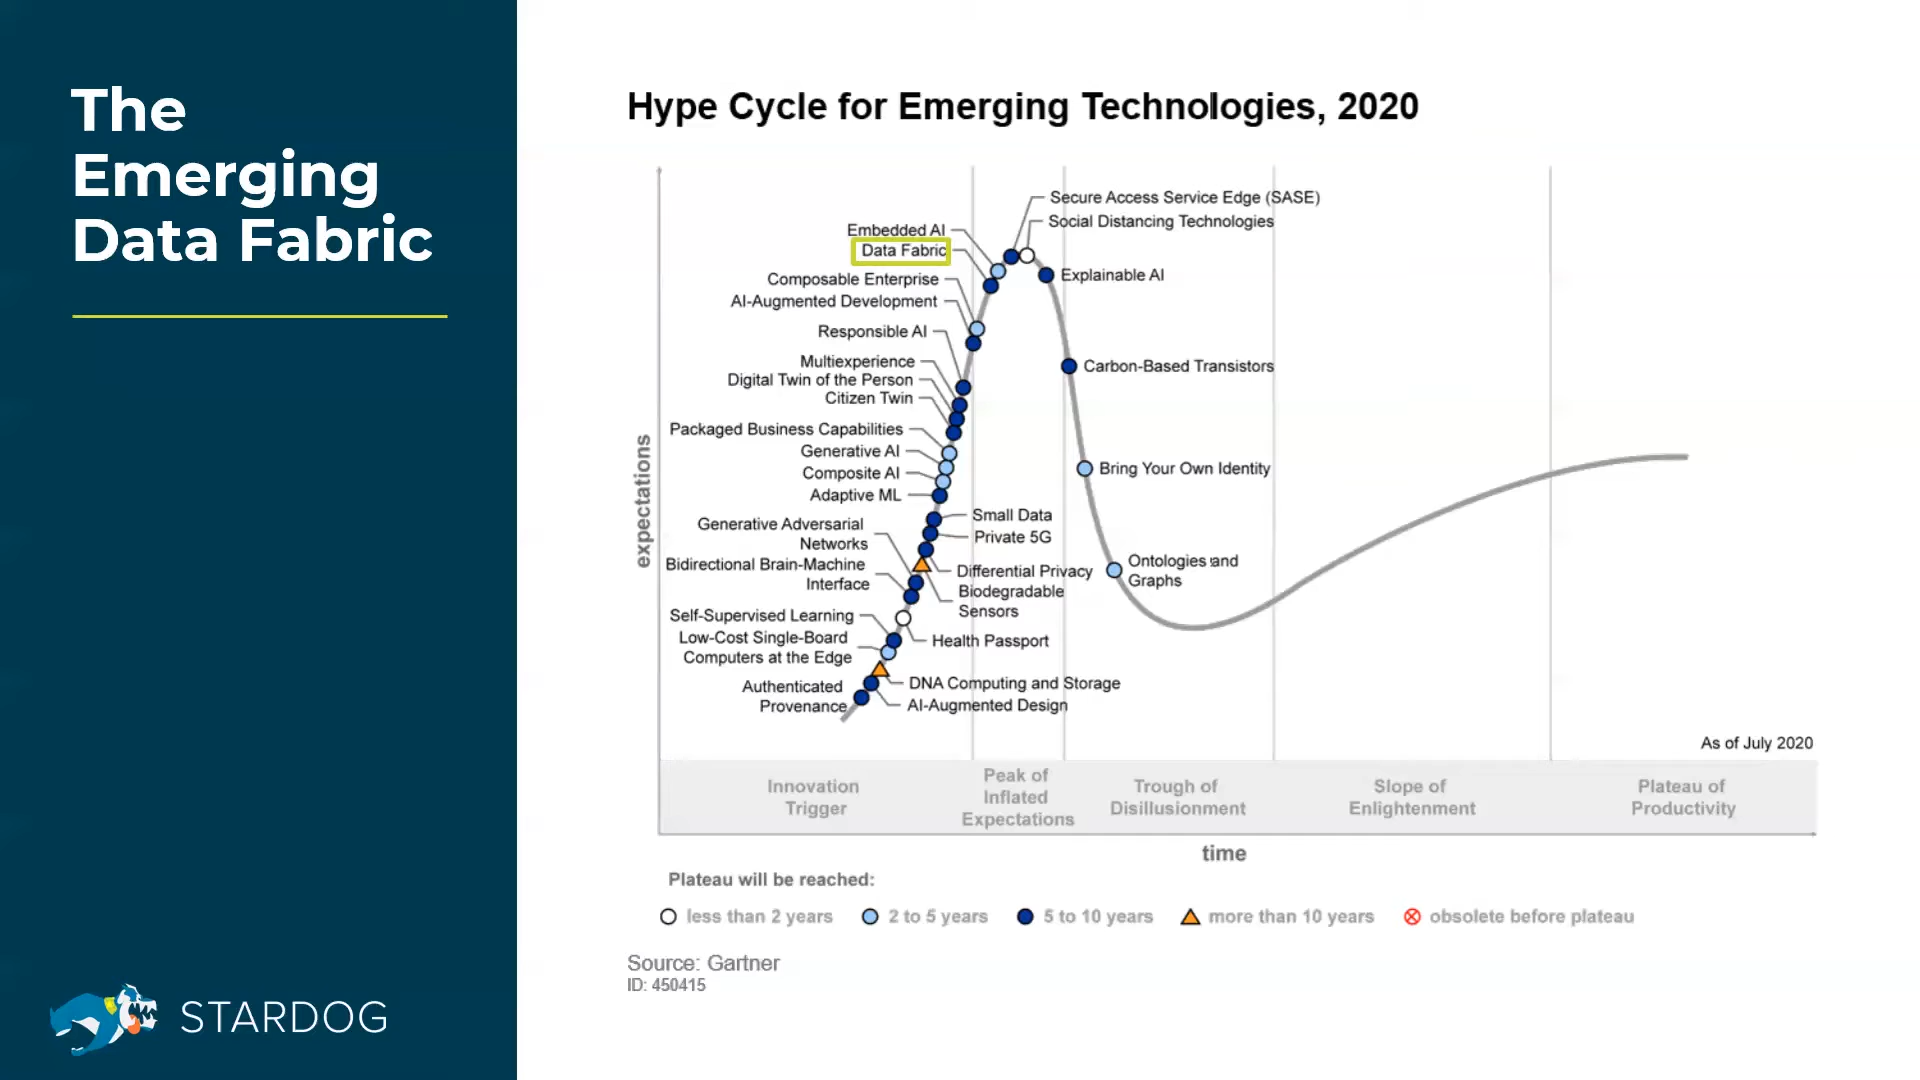 The
Emerging
Data Fabric
STARDOG
Hype Cycle for Emerging Technologies, 2020
expectations
Secure Access Service Edge (SASE)
Social Distancing Technologies
Embedded AI
Data Fabric
Explainable AI
Composable Enterprise
AI-Augmented Development
Responsible AI
Multiexperience
Carbon-Based Transistors
Digital Twin of the Person
Citizen Twin
Packaged Business Capabilities
Generative AI
Bring Your Own Identity
Composite AI
Adaptive ML
Small Data
Generative Adversarial
Networks
Private 5G
Bidirectional Brain-Machine
Interface
Differential Privacy
Biodegradable
Sensors
Ontologies and
Graphs
Self-Supervised Learning
Low-Cost Single-Board
Computers at the Edge
Health Passport
Authenticated
Provenance
DNA Computing and Storage
AI-Augmented Design
As of July 2020
Innovation
Trigger
Peak of
Inflated
Expectations
Trough of
Disillusionment
Slope of
Enlightenment
Plateau of
Productivity
time
Plateau will be reached:
less than 2 years
2 to 5 years
5 to 10 years
more than 10 years
obsolete before plateau
Source: Gartner
ID: 450415